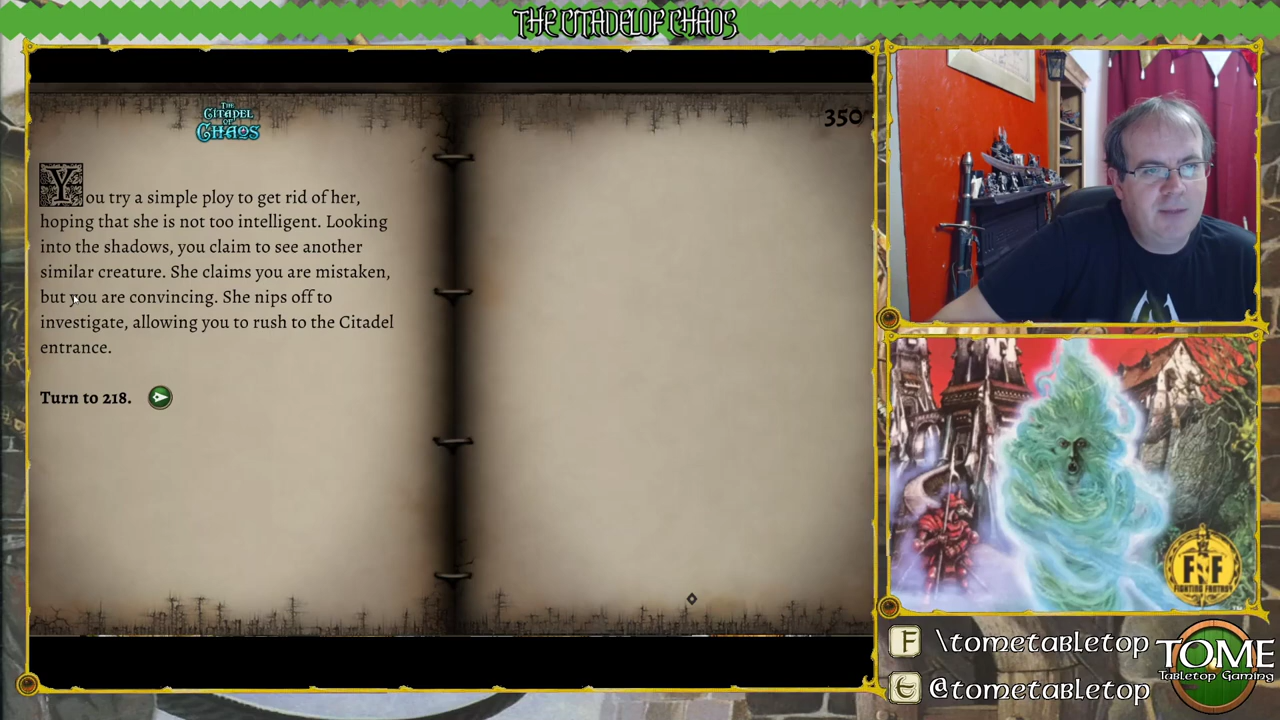 THE CITADEL OF CHAOS
THE
CITADEL
OF
CHAOS
350
You try a simple ploy to get rid of her,
hoping that she is not too intelligent. Looking
into the shadows, you claim to see another
similar creature. She claims you are mistaken,
but you are convincing. She nips off to
investigate, allowing you to rush to the Citadel
entrance.
Turn to 218.
FF
FIGHTING FANTASY
TM
F \tometabletop
@tometabletop
TOME
Tabletop Gaming